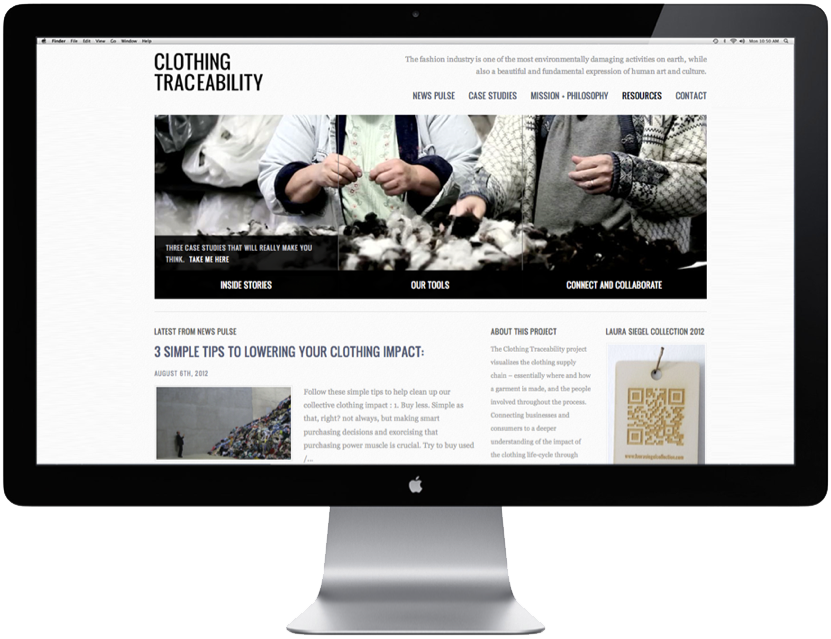 Finder File Edit View Go Window Help
Mon 10:50 AM
CLOTHING
TRACEABILITY
The fashion industry is one of the most environmentally damaging activities on earth, while
also a beautiful and fundamental expression of human art and culture.
NEWS PULSE CASE STUDIES MISSION + PHILOSOPHY RESOURCES CONTACT
THREE CASE STUDIES THAT WILL REALLY MAKE YOU
THINK. TAKE ME HERE
INSIDE STORIES OUR TOOLS CONNECT AND COLLABORATE
LATEST FROM NEWS PULSE
3 SIMPLE TIPS TO LOWERING YOUR CLOTHING IMPACT:
AUGUST 6TH, 2012
Follow these simple tips to help clean up our
collective clothing impact : 1. Buy less. Simple as
that, right? not always, but making smart
purchasing decisions and exorcising that
purchasing power muscle is crucial. Try to buy used
/...
ABOUT THIS PROJECT
The Clothing Traceability project
visualises the clothing supply
chain – essentially where and how
a garment is made, and the people
involved throughout the process.
Connecting businesses and
consumers to a deeper
understanding of the impact of
the clothing life-cycle through
LAURA SIEGEL COLLECTION 2012